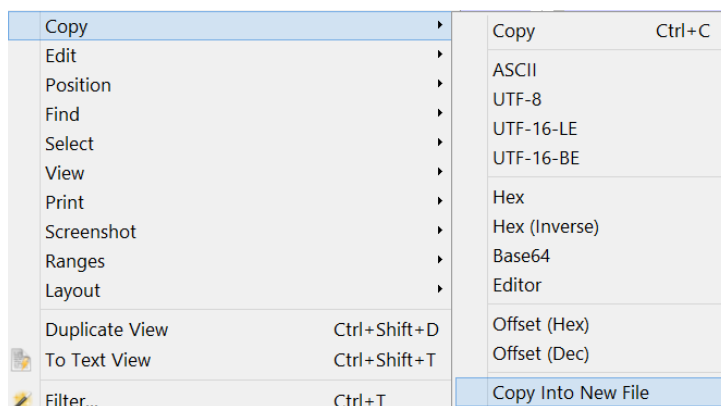 Copy
Edit
Position
Find
Select
View
Print
Screenshot
Ranges
Layout
Duplicate View Ctrl+Shift+D
To Text View Ctrl+Shift+T
Filter... Ctrl+T
Copy Ctrl+C
ASCII
UTF-8
UTF-16-LE
UTF-16-BE
Hex
Hex (Inverse)
Base64
Editor
Offset (Hex)
Offset (Dec)
Copy Into New File